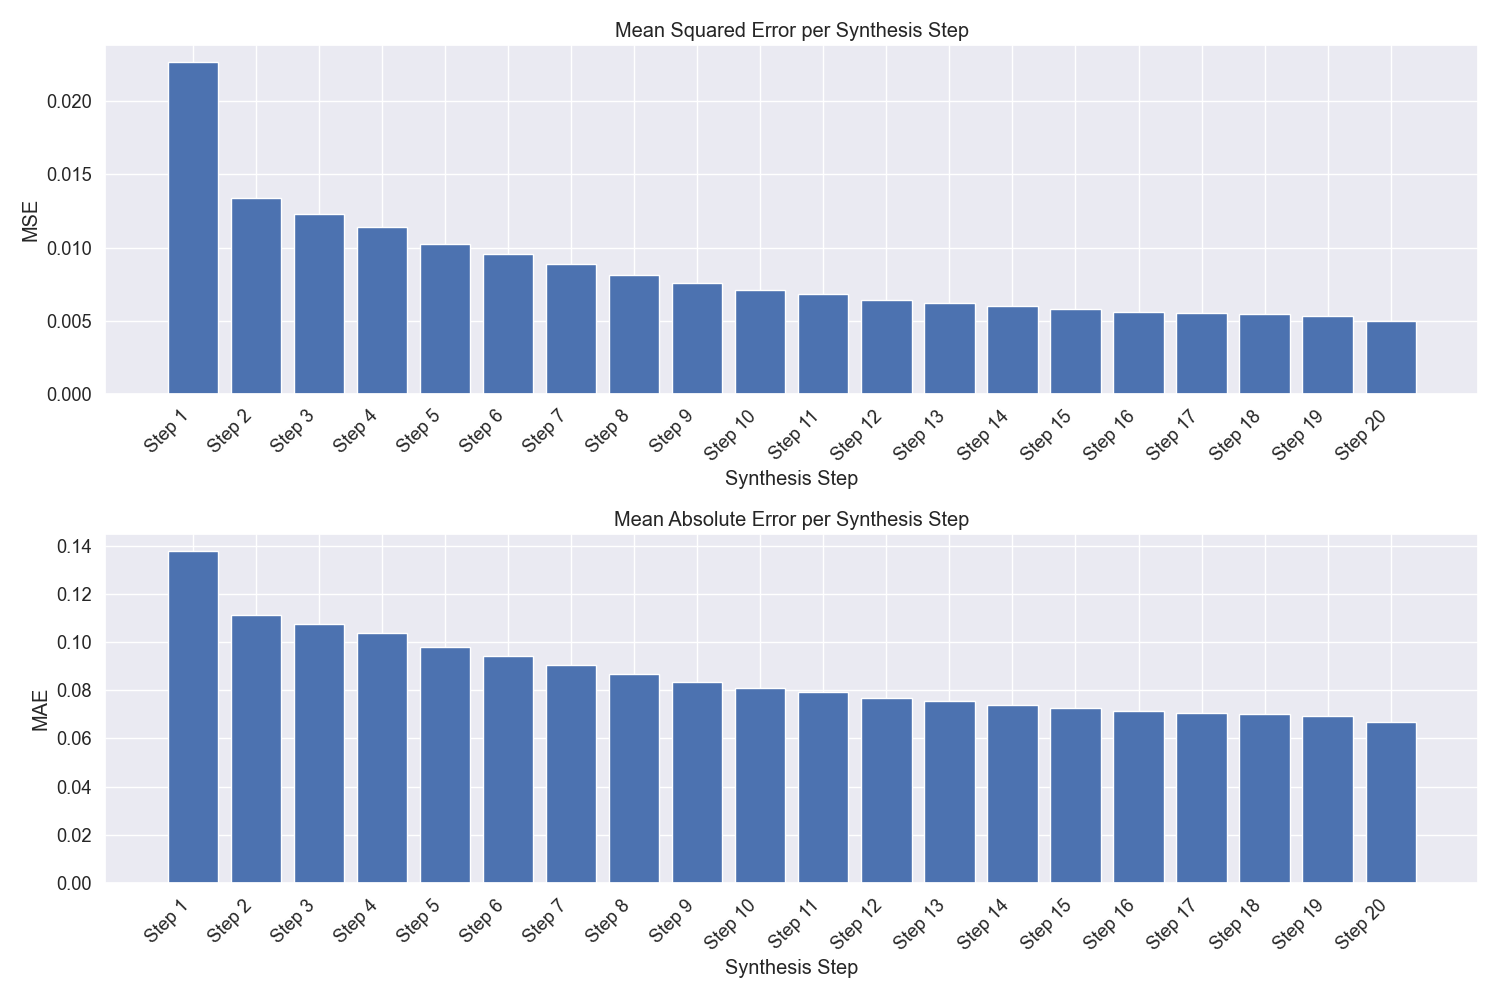 Mean Squared Error per Synthesis Step
0.020
0.015
0.010
0.005
0.000
MSE
Step 1
Step 2
Step 3
Step 4
Step 5
Step 6
Step 7
Step 8
Step 9
Step 10
Step 11
Step 12
Step 13
Step 14
Step 15
Step 16
Step 17
Step 18
Step 19
Step 20
Synthesis Step
Mean Absolute Error per Synthesis Step
0.14
0.12
0.10
0.08
0.06
0.04
0.02
0.00
MAE
Step 1
Step 2
Step 3
Step 4
Step 5
Step 6
Step 7
Step 8
Step 9
Step 10
Step 11
Step 12
Step 13
Step 14
Step 15
Step 16
Step 17
Step 18
Step 19
Step 20
Synthesis Step